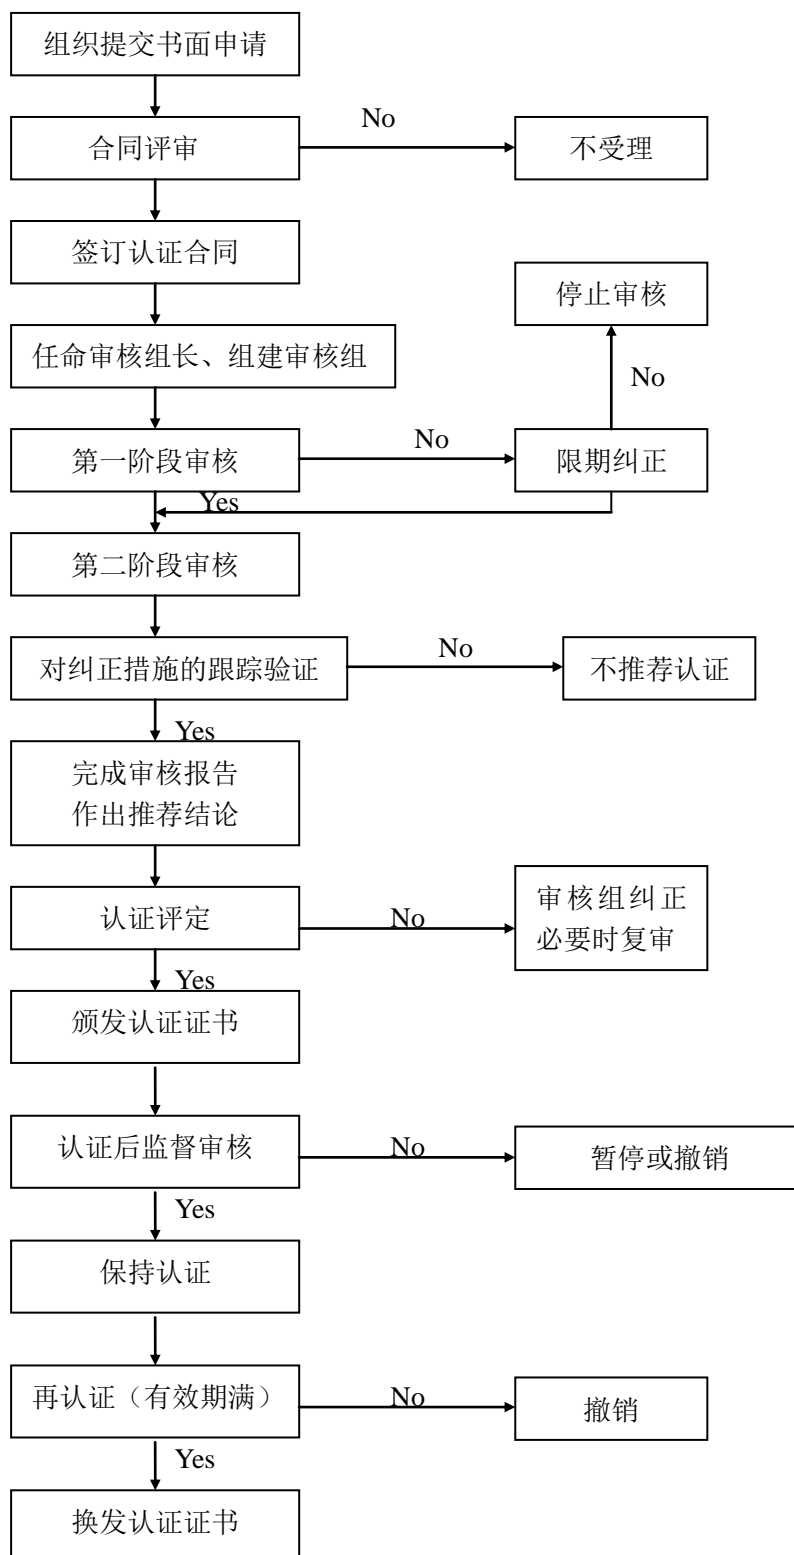 组织提交书面申请
No
合同评审
不受理
签订认证合同
停止审核
任命审核组长、组建审核组
No
No
第一阶段审核
限期纠正
Yes
第二阶段审核
No
对纠正措施的跟踪验证
不推荐认证
Yes
完成审核报告
作出推荐结论
认证评定
No
审核组纠正
必要时复审
Yes
颁发认证证书
认证后监督审核
No
暂停或撤销
Yes
保持认证
再认证（有效期满）
No
撤销
Yes
换发认证证书